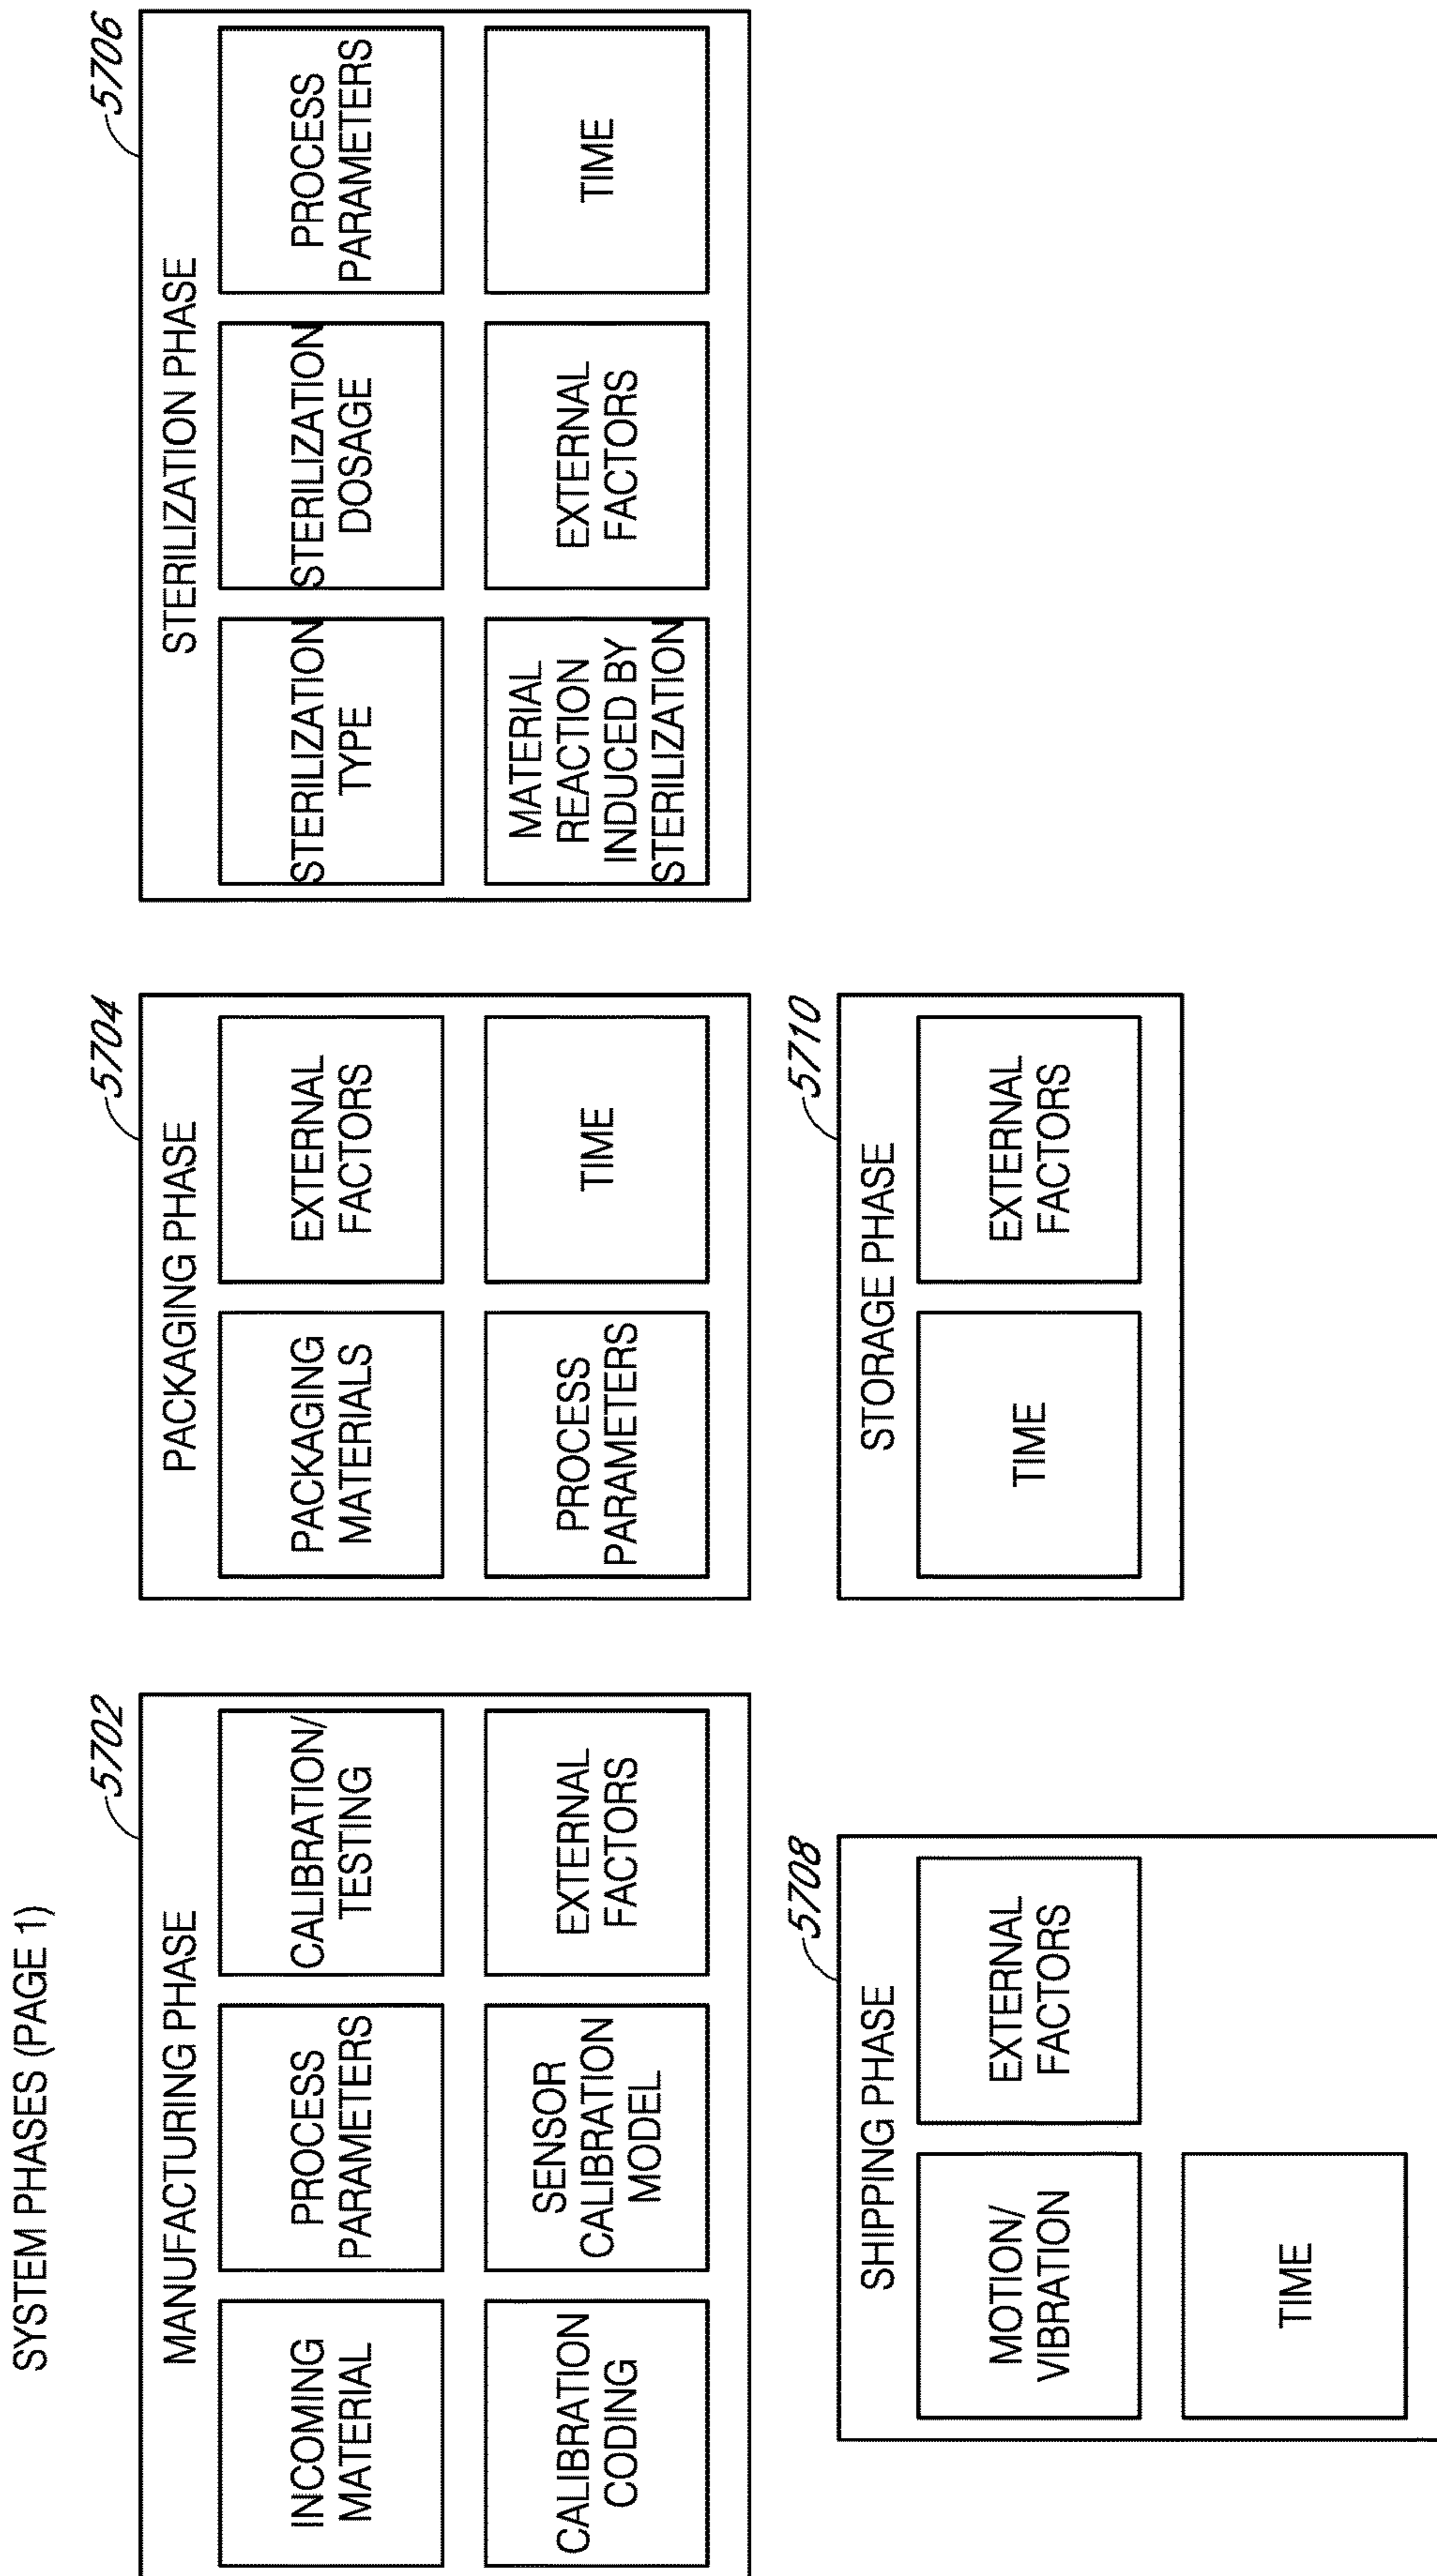 SYSTEM PHASES (PAGE 1)
5702
MANUFACTURING PHASE
INCOMING
MATERIAL
PROCESS
PARAMETERS
CALIBRATION/
TESTING
CALIBRATION
CODING
SENSOR
CALIBRATION
MODEL
EXTERNAL
FACTORS
5704
PACKAGING PHASE
PACKAGING
MATERIALS
EXTERNAL
FACTORS
PROCESS
PARAMETERS
TIME
5706
STERILIZATION PHASE
STERILIZATION
TYPE
STERILIZATION
DOSAGE
PROCESS
PARAMETERS
MATERIAL
REACTION
INDUCED BY
STERILIZATION
EXTERNAL
FACTORS
TIME
5708
SHIPPING PHASE
MOTION/
VIBRATION
EXTERNAL
FACTORS
TIME
5710
STORAGE PHASE
TIME
EXTERNAL
FACTORS